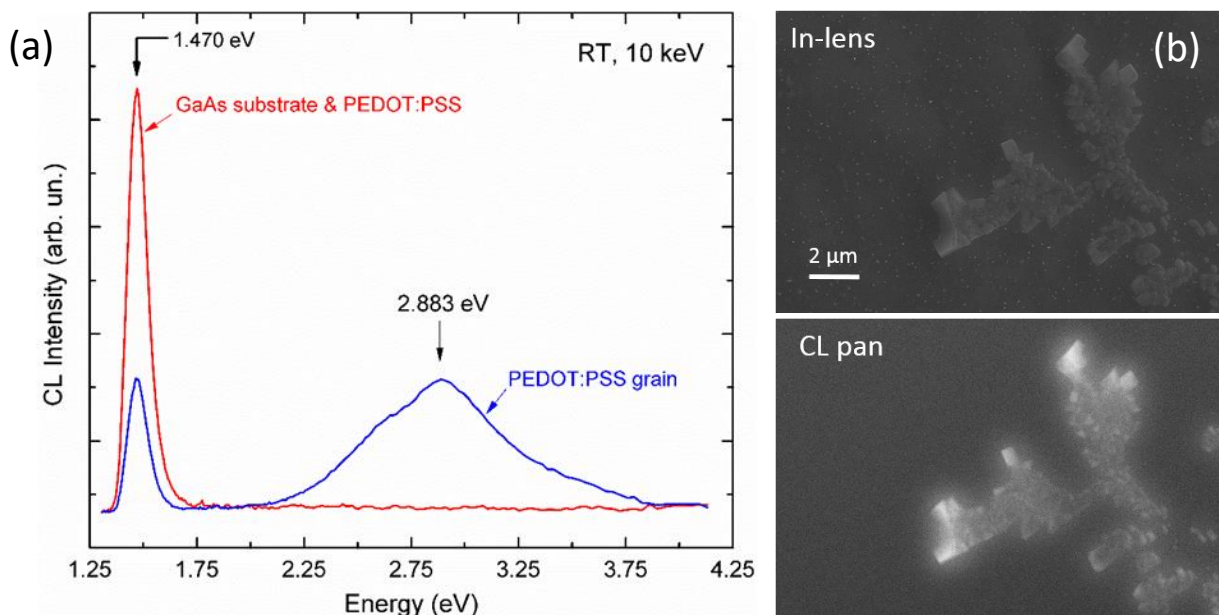 (a)
1.470 eV
RT, 10 keV
GaAs substrate & PEDOT:PSS
2.883 eV
PEDOT:PSS grain
CL Intensity (arb. un.)
1.25 1.75 2.25 2.75 3.25 3.75 4.25
Energy (eV)
In-lens
(b)
2 μm
CL pan